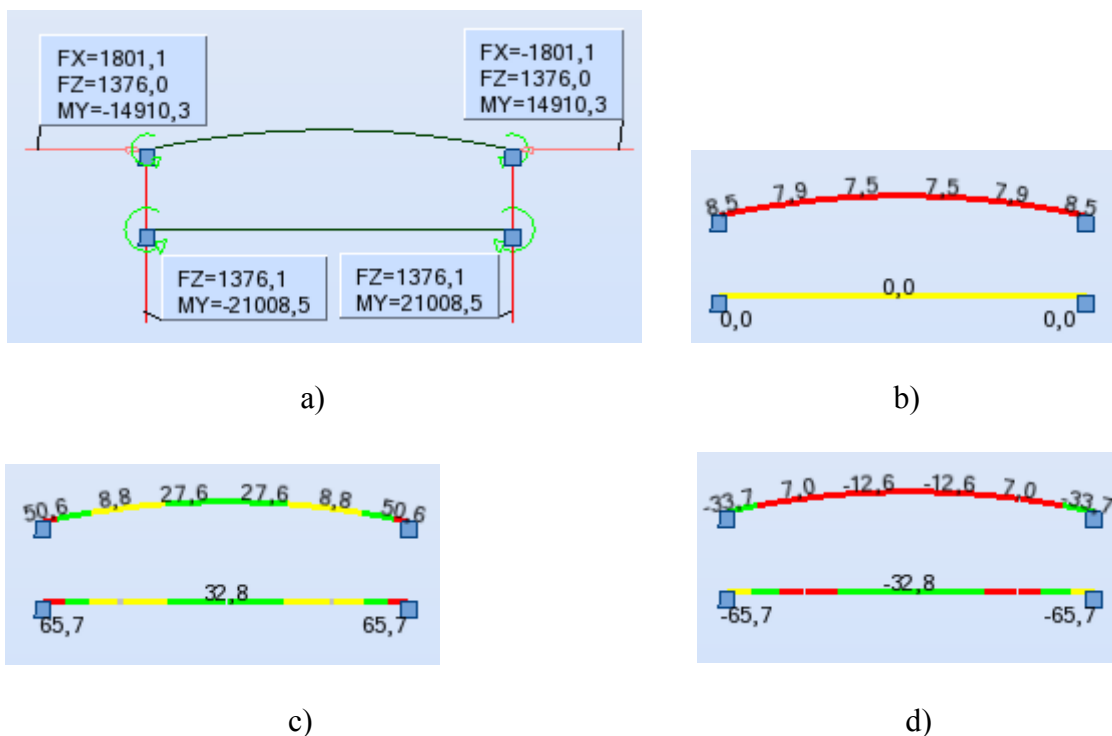 FX=1801,1
FZ=1376,0
MY=-14910,3
FX=-1801,1
FZ=1376,0
MY=14910,3
FZ=1376,1
MY=-21008,5
FZ=1376,1
MY=21008,5
a)
8,5 7,9 7,5 7,5 7,9 8,5
0,0
0,0 0,0
b)
50,6 8,8 27,6 27,6 8,8 50,6
32,8
65,7 65,7
c)
-33,7 7,0 -12,6 -12,6 7,0 -33,7
-32,8
-65,7 -65,7
d)